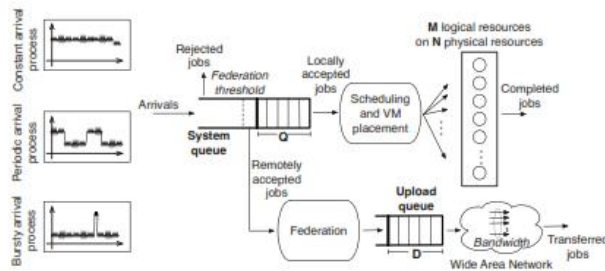 Constant arrival
process
Periodic arrival
process
Bursty arrival
process
Arrivals
Rejected
jobs
Federation
threshold
System
queue
Q
Locally
accepted
jobs
Scheduling
and VM
placement
M logical resources
on N physical resources
Completed
jobs
Remotely
accepted
jobs
Federation
Upload
queue
D
Bandwidth
Wide Area Network
Transferred
jobs